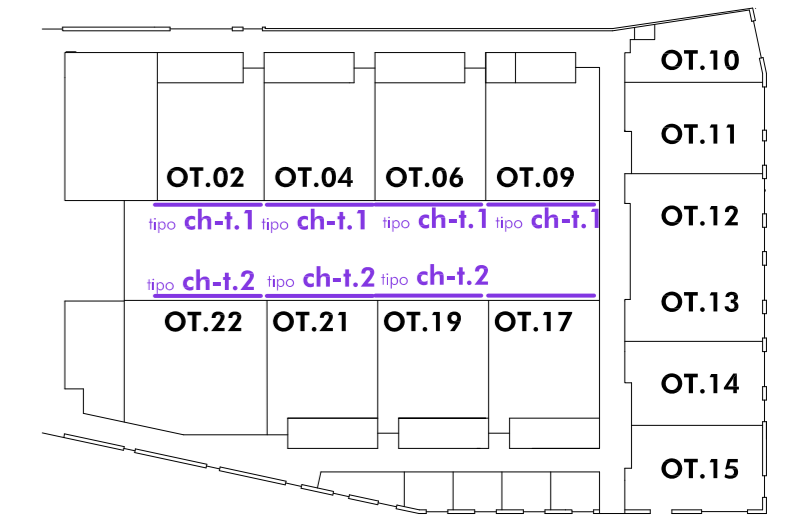 OT.10
OT.11
OT.02 OT.04 OT.06 OT.09
OT.12
tipo ch-t.1 tipo ch-t.1 tipo ch-t.1 tipo ch-t.1
tipo ch-t.2 tipo ch-t.2 tipo ch-t.2
OT.13
OT.22 OT.21 OT.19 OT.17
OT.14
OT.15